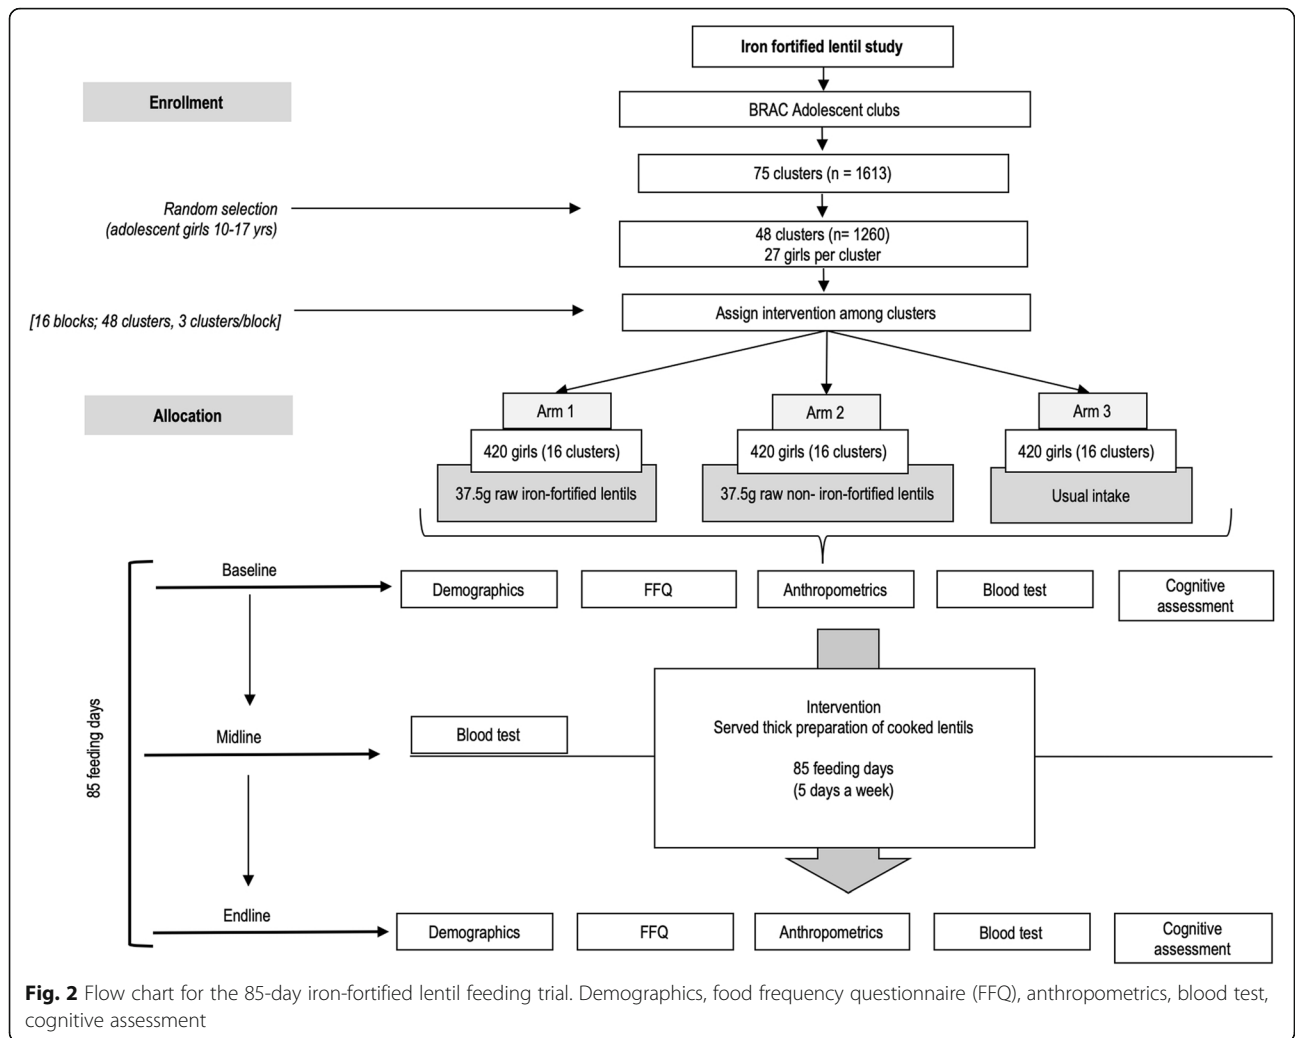 Iron fortified lentil study
Enrollment
BRAC Adolescent clubs
75 clusters (n = 1613)
Random selection
(adolescent girls 10-17 yrs)
48 clusters (n= 1260)
27 girls per cluster
[16 blocks; 48 clusters, 3 clusters/block]
Assign intervention among clusters
Allocation
Arm 1
Arm 2
Arm 3
420 girls (16 clusters)
420 girls (16 clusters)
420 girls (16 clusters)
37.5g raw iron-fortified lentils
37.5g raw non- iron-fortified lentils
Usual intake
85 feeding days
Baseline
Demographics
FFQ
Anthropometrics
Blood test
Cognitive
assessment
Midline
Blood test
Intervention
Served thick preparation of cooked lentils
85 feeding days
(5 days a week)
Endline
Demographics
FFQ
Anthropometrics
Blood test
Cognitive
assessment
Fig. 2 Flow chart for the 85-day iron-fortified lentil feeding trial. Demographics, food frequency questionnaire (FFQ), anthropometrics, blood test,
cognitive assessment